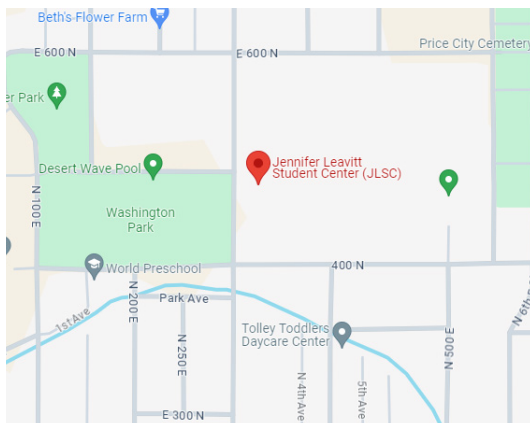 Beth's Flower Farm
E 600 N
E 600 N
Price City Cemetery
er Park
Desert Wave Pool
Jennifer Leavitt
Student Center (JLSC)
N 100 E
Washington
Park
400 N
World Preschool
N 200 E
Park Ave
1st Ave
N 250 E
Tolley Toddlers
Daycare Center
N 500 E
N 4th Ave
5th Ave
E 300 N